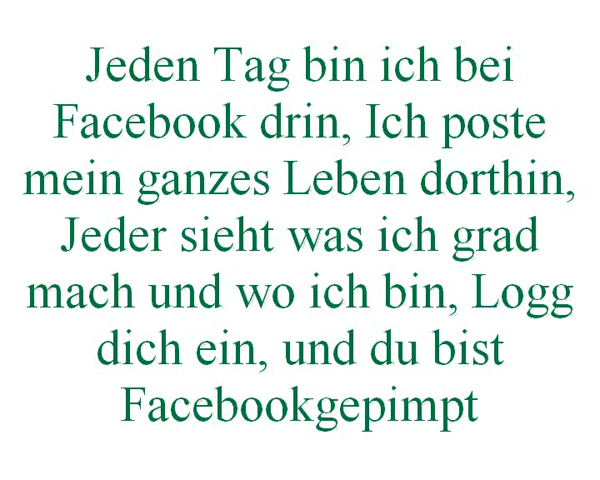 Jeden Tag bin ich bei
Facebook drin, Ich poste
mein ganzes Leben dorthin,
Jeder sieht was ich grad
mach und wo ich bin, Logg
dich ein, und du bist
Facebookgepimpt